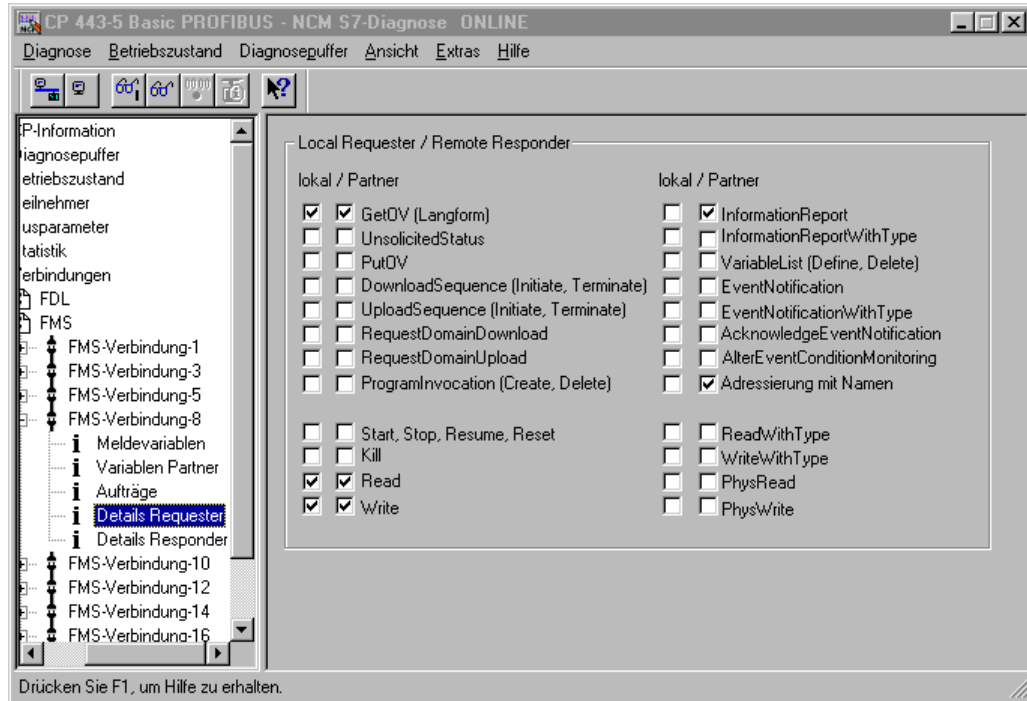 CP 443-5 Basic PROFIBUS - NCM S7-Diagnose ONLINE
Diagnose Betriebszustand Diagnosepuffer Ansicht Extras Hilfe
P-Information
iagnosepuffer
etriebszustand
eilnehmer
usparameter
tatistik
erbindungen
FDL
FMS
FMS-Verbindung-1
FMS-Verbindung-3
FMS-Verbindung-5
FMS-Verbindung-8
Meldevariablen
Variablen Partner
Aufträge
Details Requester
Details Responder
FMS-Verbindung-10
FMS-Verbindung-12
FMS-Verbindung-14
FMS-Verbindung-16
Local Requester / Remote Responder
lokal / Partner
GetOV (Langform)
UnsolicitedStatus
PutOV
DownloadSequence (Initiate, Terminate)
UploadSequence (Initiate, Terminate)
RequestDomainDownload
RequestDomainUpload
ProgramInvocation (Create, Delete)
Start, Stop, Resume, Reset
Kill
Read
Write
lokal / Partner
InformationReport
InformationReportWithType
VariableList (Define, Delete)
EventNotification
EventNotificationWithType
AcknowledgeEventNotification
AlterEventConditionMonitoring
Adressierung mit Namen
ReadWithType
WriteWithType
PhysRead
PhysWrite
Drücken Sie F1, um Hilfe zu erhalten.